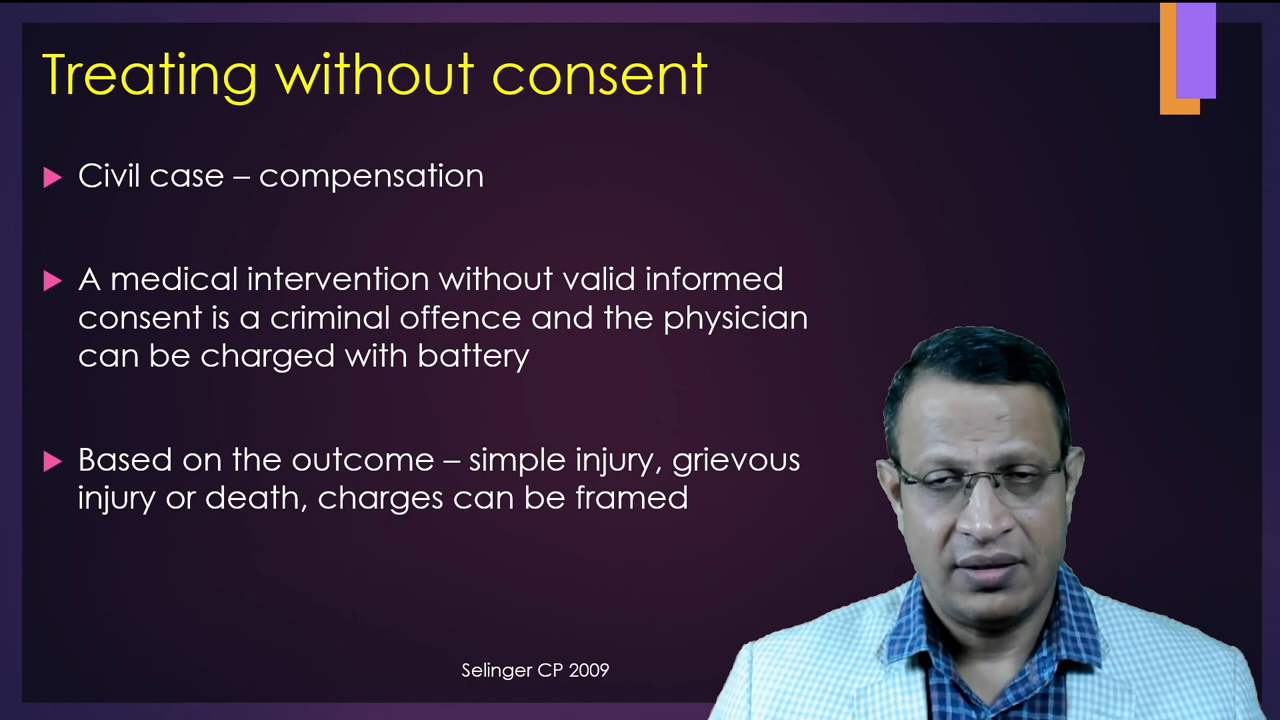 Treating without consent
Civil case – compensation
A medical intervention without valid informed
consent is a criminal offence and the physician
can be charged with battery
Based on the outcome – simple injury, grievous
injury or death, charges can be framed
Selinger CP 2009